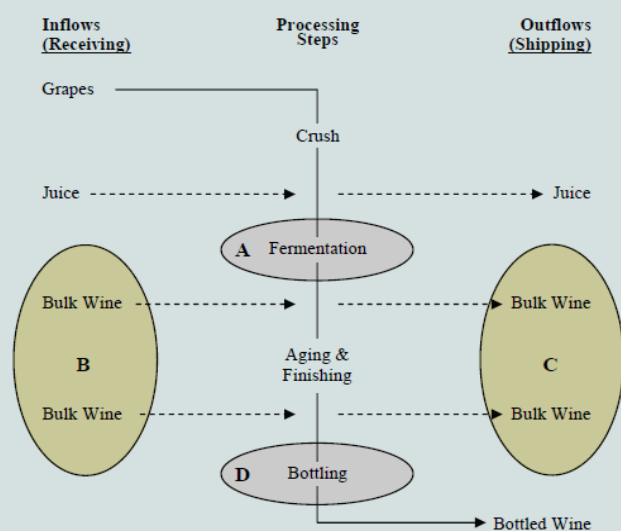 Inflows
(Receiving)
Processing
Steps
Outflows
(Shipping)
Grapes
Crush
Juice
Juice
A Fermentation
Bulk Wine
Bulk Wine
B
Aging &
Finishing
C
Bulk Wine
Bulk Wine
D Bottling
Bottled Wine